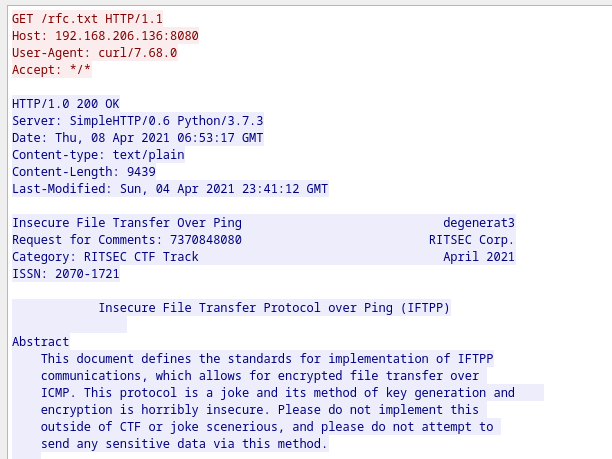 GET /rfc.txt HTTP/1.1
Host: 192.168.206.136:8080
User-Agent: curl/7.68.0
Accept: */*
HTTP/1.0 200 OK
Server: SimpleHTTP/0.6 Python/3.7.3
Date: Thu, 08 Apr 2021 06:53:17 GMT
Content-type: text/plain
Content-Length: 9439
Last-Modified: Sun, 04 Apr 2021 23:41:12 GMT
Insecure File Transfer Over Ping degenerat3
Request for Comments: 7370848080 RITSEC Corp.
Category: RITSEC CTF Track April 2021
ISSN: 2070-1721
Insecure File Transfer Protocol over Ping (IFTPP)
Abstract
This document defines the standards for implementation of IFTPP
communications, which allows for encrypted file transfer over
ICMP. This protocol is a joke and its method of key generation and
encryption is horribly insecure. Please do not implement this
outside of CTF or joke scenerious, and please do not attempt to
send any sensitive data via this method.